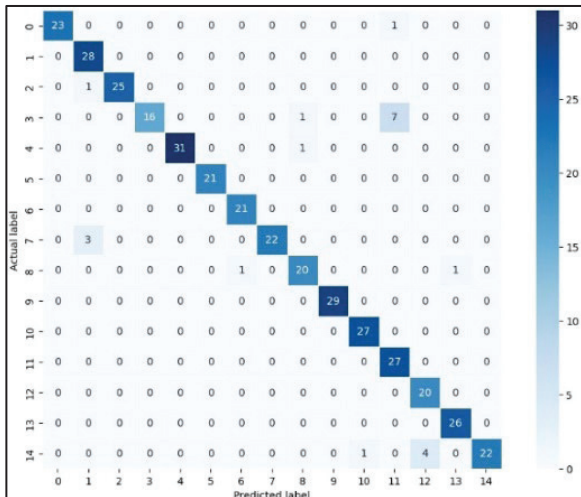 0 23 0 0 0 0 0 0 0 0 0 0 1 0 0 0 30
1 0 28 0 0 0 0 0 0 0 0 0 0 0 0 0
2 0 1 25 0 0 0 0 0 0 0 0 0 0 0 0 25
3 0 0 0 16 0 0 0 0 1 0 0 7 0 0 0
4 0 0 0 0 31 0 0 0 1 0 0 0 0 0 0
5 0 0 0 0 0 21 0 0 0 0 0 0 0 0 0 20
6 0 0 0 0 0 0 21 0 0 0 0 0 0 0 0
Actual label
7 0 3 0 0 0 0 0 22 0 0 0 0 0 0 0 15
8 0 0 0 0 0 0 1 0 20 0 0 0 0 1 0
9 0 0 0 0 0 0 0 0 0 29 0 0 0 0 0 10
10 0 0 0 0 0 0 0 0 0 0 27 0 0 0 0
11 0 0 0 0 0 0 0 0 0 0 0 27 0 0 0
12 0 0 0 0 0 0 0 0 0 0 0 0 20 0 0 5
13 0 0 0 0 0 0 0 0 0 0 0 0 0 26 0
14 0 0 0 0 0 0 0 0 0 0 1 0 4 0 22
0 1 2 3 4 5 6 7 8 9 10 11 12 13 14 0
Predicted label